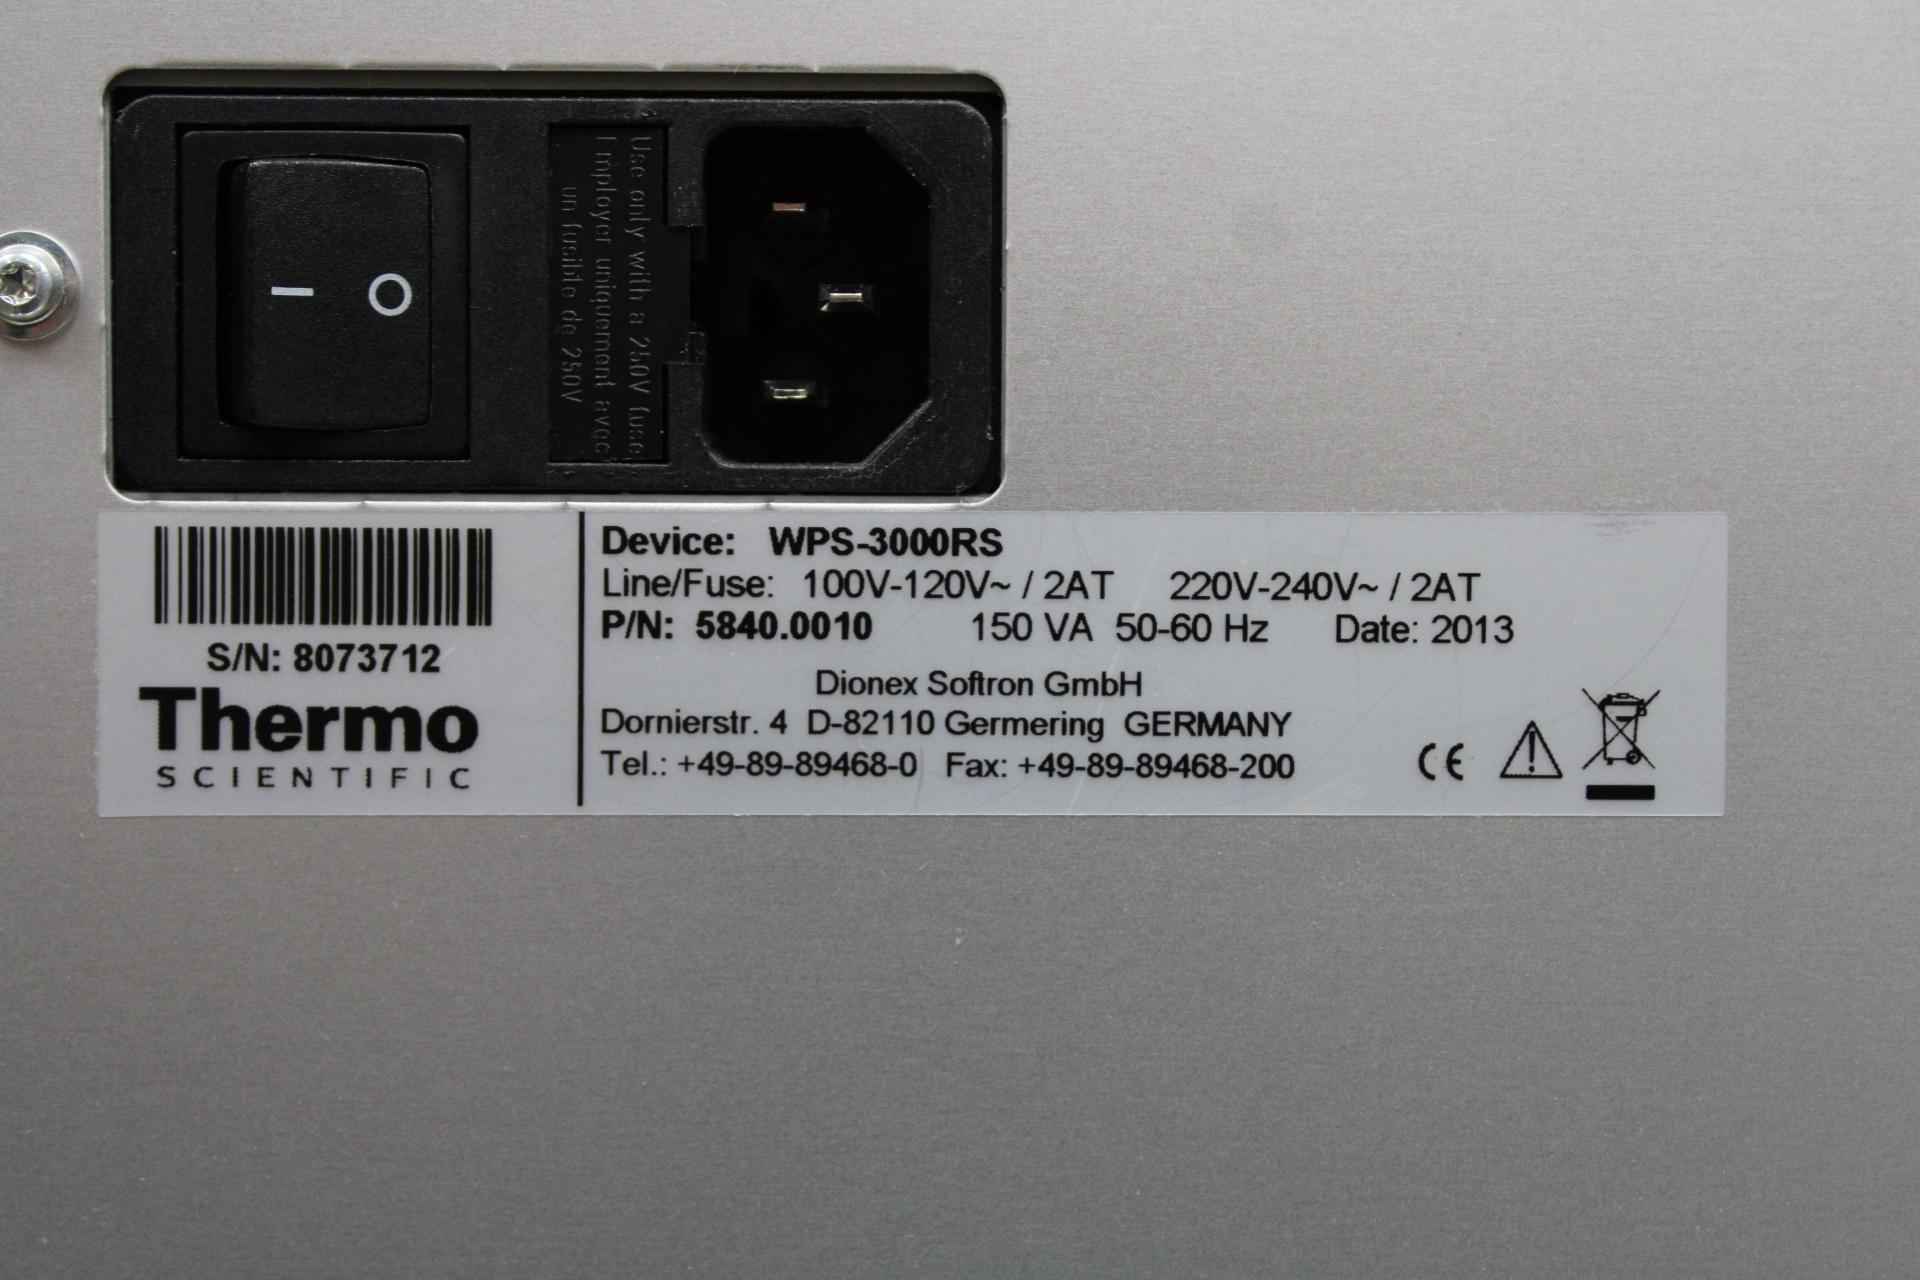 I O
Use only with a 250V fuse
Employer uniquement avec
un fusible de 250V
S/N: 8073712
Thermo
SCIENTIFIC
Device: WPS-3000RS
Line/Fuse: 100V-120V~ / 2AT 220V-240V~ / 2AT
P/N: 5840.0010 150 VA 50-60 Hz Date: 2013
Dionex Softron GmbH
Dornierstr. 4 D-82110 Germering GERMANY
Tel.: +49-89-89468-0 Fax: +49-89-89468-200
CE